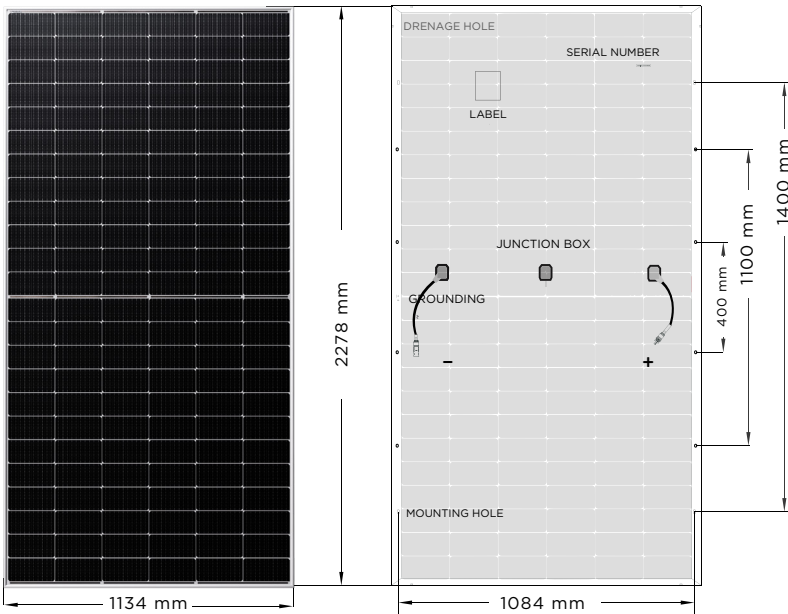 DRENAGE HOLE
SERIAL NUMBER
LABEL
JUNCTION BOX
GROUNDING
2278 mm
400 mm
1100 mm
1400 mm
−
+
MOUNTING HOLE
1134 mm
1084 mm